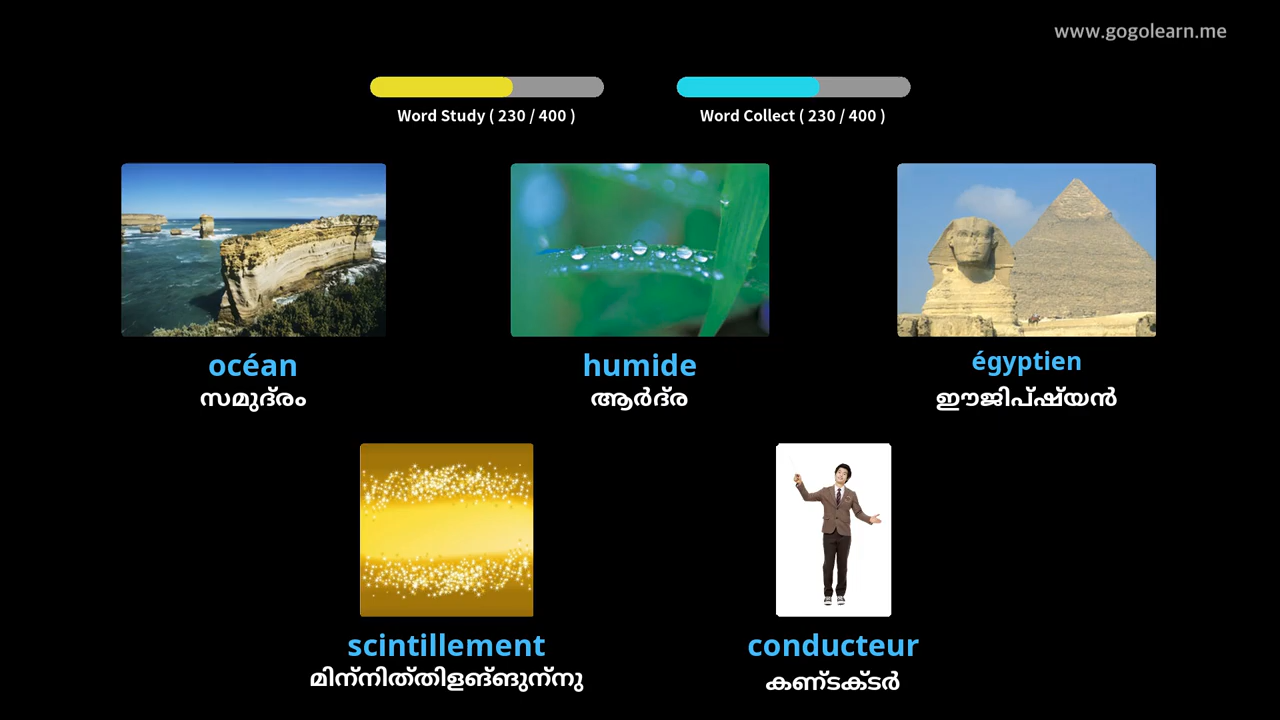 www.gogolearn.me
Word Study ( 230 / 400 )
Word Collect ( 230 / 400 )
océan
humide
égyptien
സമുദ്രം
ആർദ്ര
ഈജിപ്ഷ്യൻ
scintillement
conducteur
മിന്നിത്തിളങ്ങുന്നു
കണ്ടക്ടർ